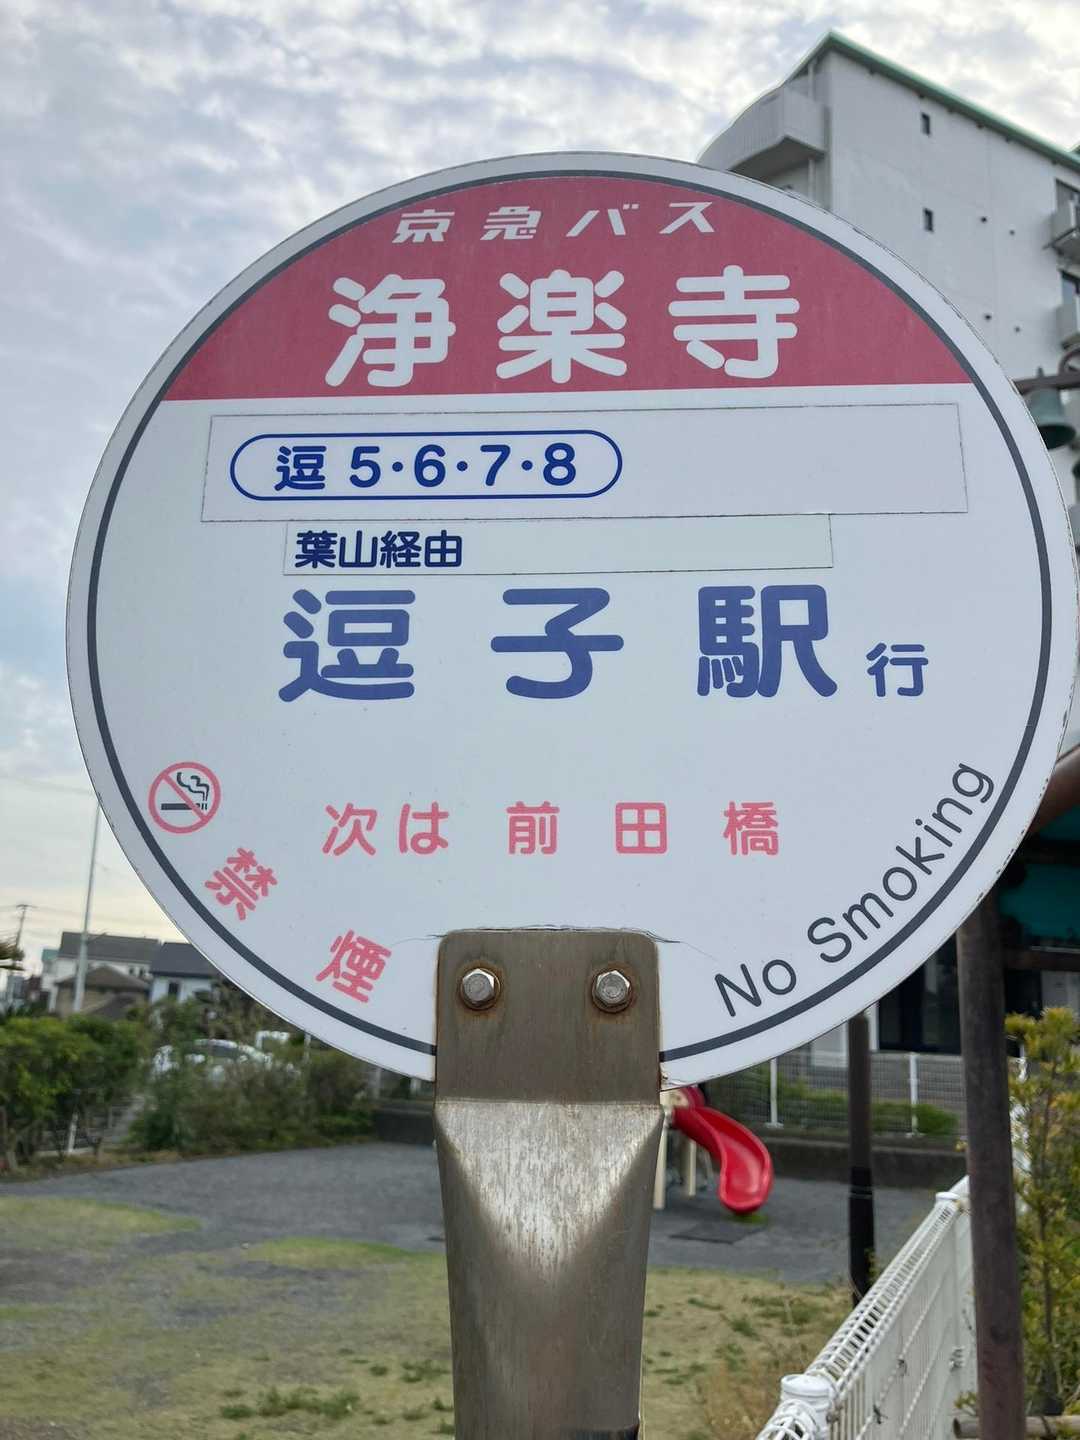 京急バス
浄楽寺
逗 5・6・7・8
葉山経由
逗子駅 行
次は 前田橋
禁煙
No Smoking